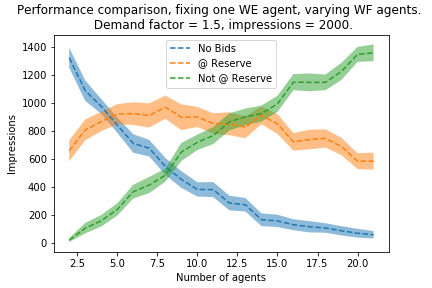 Performance comparison, fixing one WE agent, varying WF agents.
Demand factor = 1.5, impressions = 2000.
No Bids
@ Reserve
Not @ Reserve
Impressions
1400
1200
1000
800
600
400
200
0
2.5 5.0 7.5 10.0 12.5 15.0 17.5 20.0
Number of agents